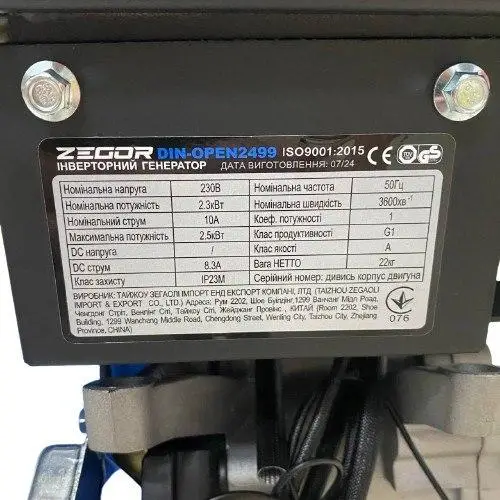 ZEGOR DIN-OPEN2499 ISO9001:2015
ІНВЕРТОРНИЙ ГЕНЕРАТОР ДАТА ВИГОТОВЛЕННЯ: 07/24
Номінальна напруга 230В Номінальна частота 50Гц
Номінальна потужність 2.3кВт Номінальна швидкість 3600хв⁻¹
Номінальний струм 10А Коеф. потужності 1
Максимальна потужність 2.5кВт Клас продуктивності G1
DC напруга Клас якості A
DC струм 8.3A Вага НЕТТО 22кг
Клас захисту IP23M Серійний номер: дивись корпус двигуна
ВИРОБНИК: ТАЙЖОУ ЗЕГАОЛІ ІМПОРТ ЕНД ЕКСПОРТ КОМПАНІ, ЛТД. (TAIZHOU ZEGAOLI
IMPORT & EXPORT CO., LTD.) Адреса: Рум 2202, Шое Буілдінг, 1299 Ванчанг Мідл Роад,
Ченгдонг Стріт, Венлінг Сіті, Тайжоу Сіті, Жейджанг Провінс, КИТАЙ (Room 2202, Shoe
Building, 1299 Wanchang Middle Road, Chengdong Street, Wenling City, Taizhou City, Zhejiang
Province, CHINA)
076